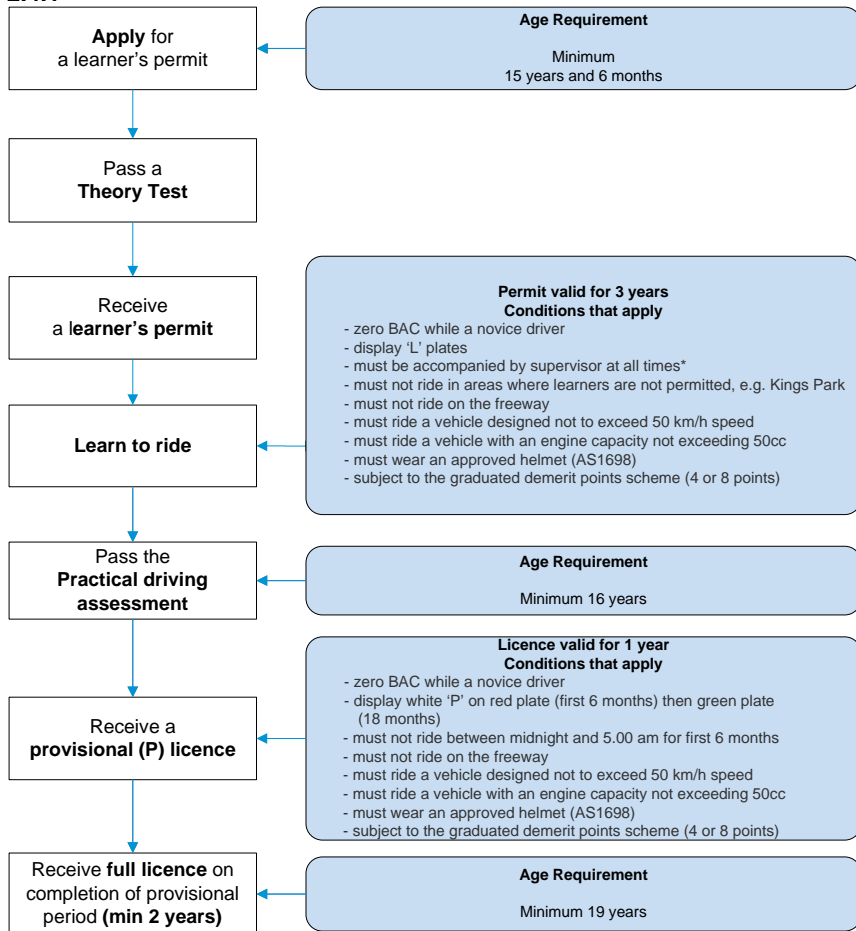 Apply for
a learner's permit
Age Requirement
Minimum
15 years and 6 months
Pass a
Theory Test
Receive
a learner's permit
Permit valid for 3 years
Conditions that apply
- zero BAC while a novice driver
- display 'L' plates
- must be accompanied by supervisor at all times*
- must not ride in areas where learners are not permitted, e.g. Kings Park
- must not ride on the freeway
- must ride a vehicle designed not to exceed 50 km/h speed
- must ride a vehicle with an engine capacity not exceeding 50cc
- must wear an approved helmet (AS1698)
- subject to the graduated demerit points scheme (4 or 8 points)
Learn to ride
Pass the
Practical driving
assessment
Age Requirement
Minimum 16 years
Licence valid for 1 year
Conditions that apply
- zero BAC while a novice driver
- display white 'P' on red plate (first 6 months) then green plate
(18 months)
- must not ride between midnight and 5.00 am for first 6 months
- must not ride on the freeway
- must ride a vehicle designed not to exceed 50 km/h speed
- must ride a vehicle with an engine capacity not exceeding 50cc
- must wear an approved helmet (AS1698)
- subject to the graduated demerit points scheme (4 or 8 points)
Receive a
provisional (P) licence
Receive full licence on
completion of provisional
period (min 2 years)
Age Requirement
Minimum 19 years